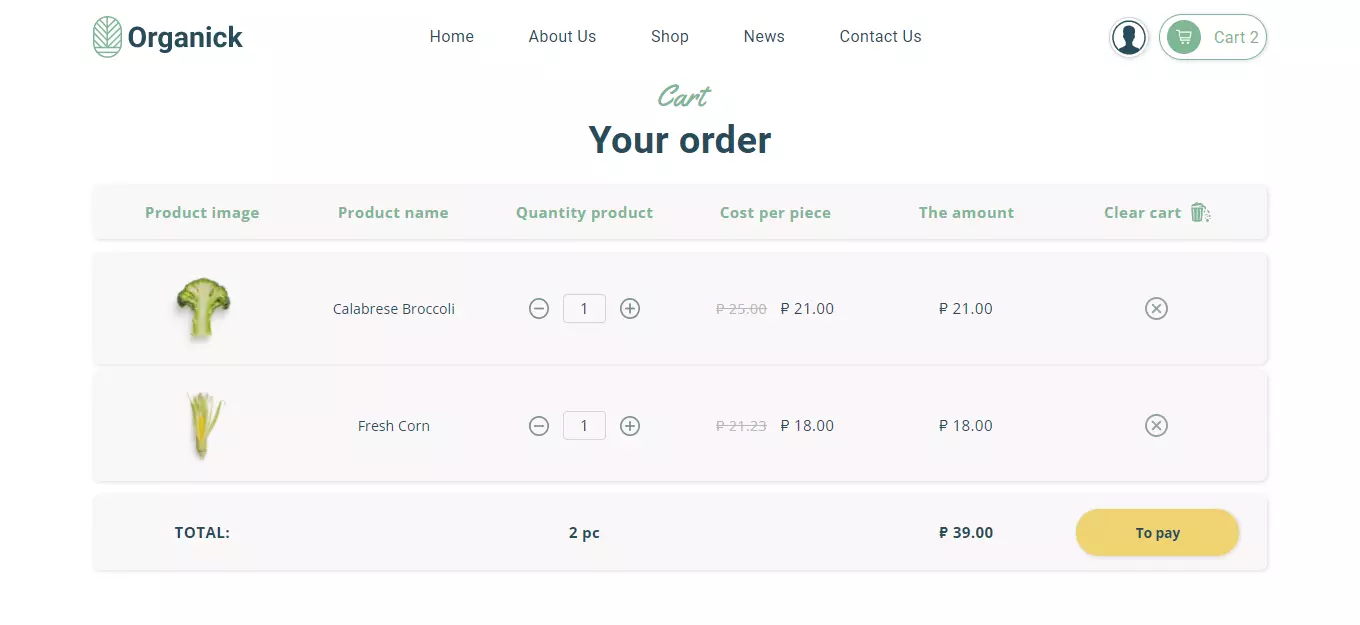 Organick
Home About Us Shop News Contact Us
Cart 2
Cart
Your order
Product image Product name Quantity product Cost per piece The amount Clear cart
Calabrese Broccoli 1 ₽ 25.00 ₽ 21.00 ₽ 21.00
Fresh Corn 1 ₽ 21.23 ₽ 18.00 ₽ 18.00
TOTAL: 2 pc ₽ 39.00 To pay